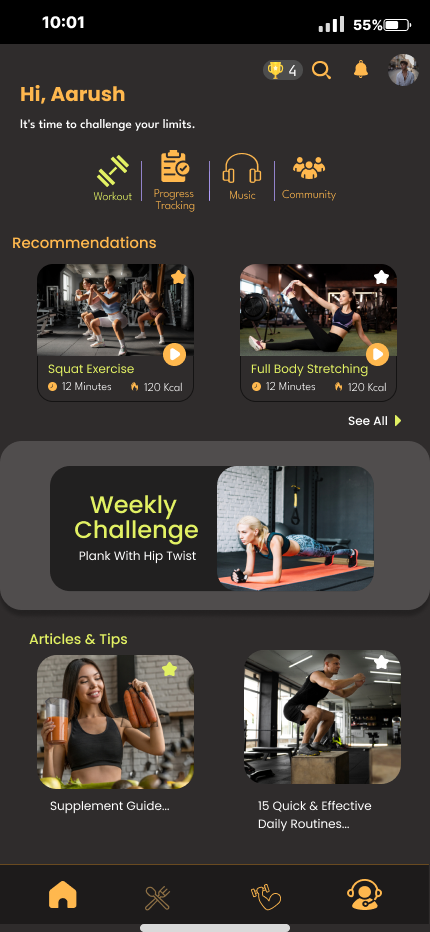 10:01
55%
4
Hi, Aarush
It's time to challenge your limits.
Workout
Progress
Tracking
Music
Community
Recommendations
Squat Exercise
12 Minutes
120 Kcal
Full Body Stretching
12 Minutes
120 Kcal
See All
Weekly
Challenge
Plank With Hip Twist
Articles & Tips
Supplement Guide...
15 Quick & Effective
Daily Routines...